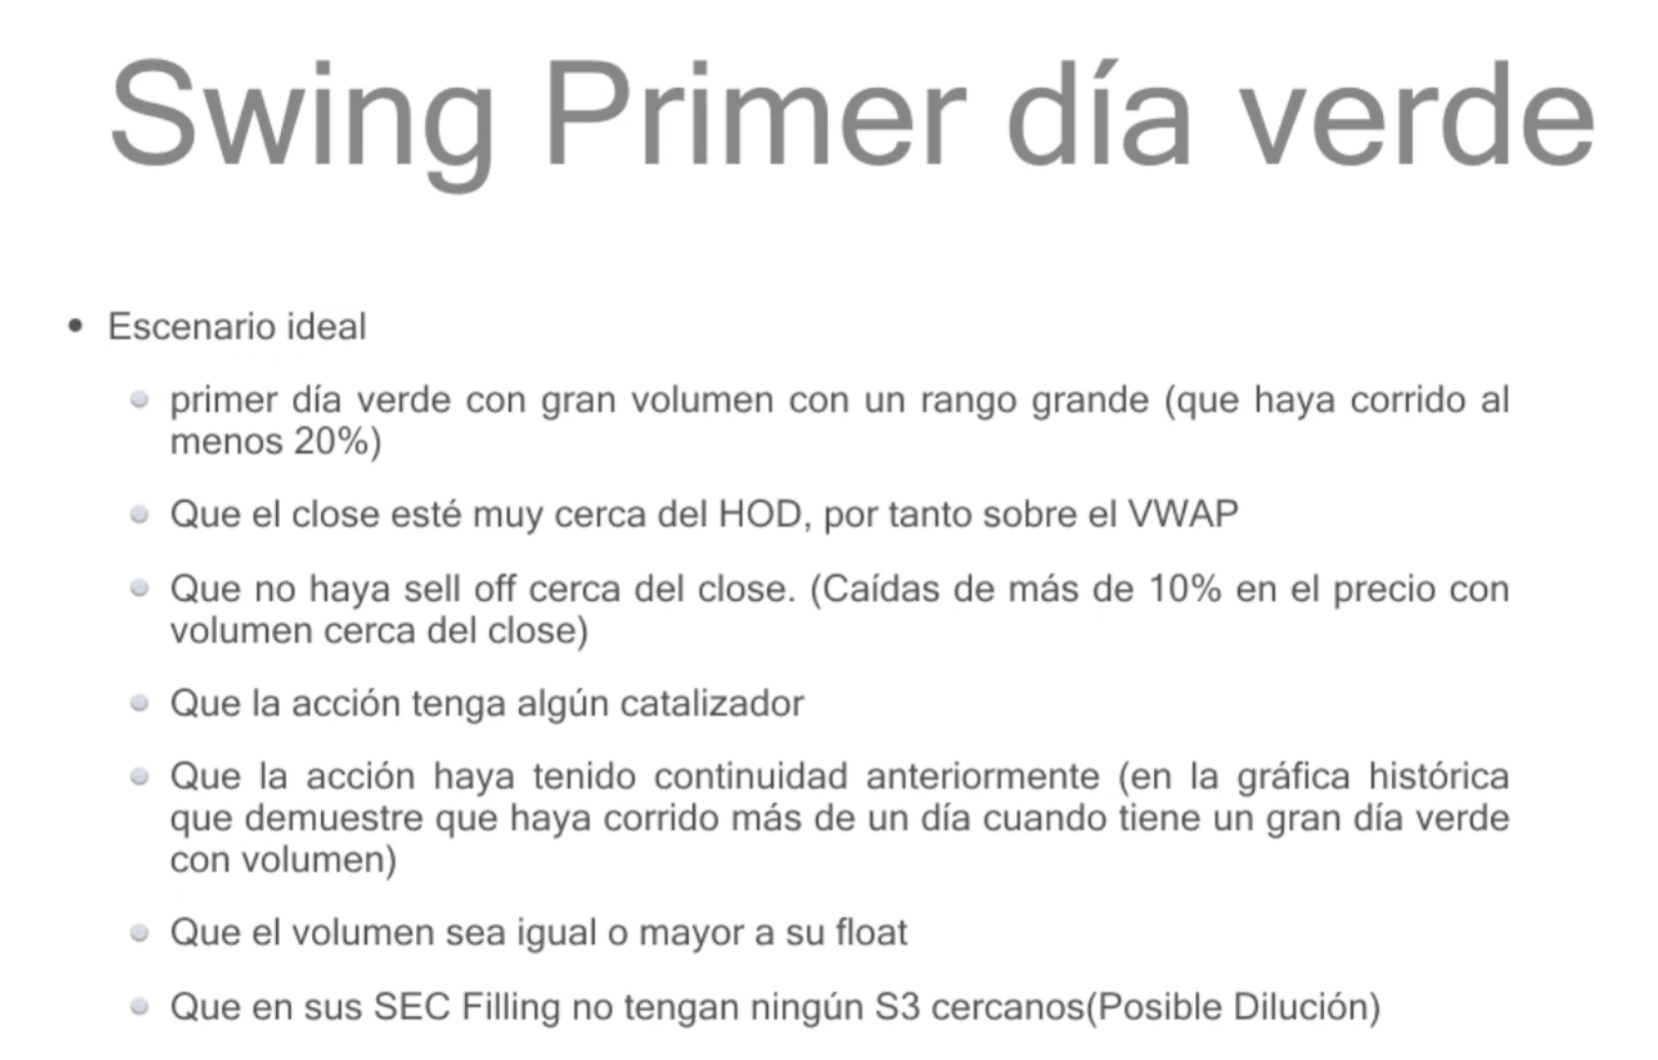 Swing Primer día verde
Escenario ideal
primer día verde con gran volumen con un rango grande (que haya corrido al
menos 20%)
Que el close esté muy cerca del HOD, por tanto sobre el VWAP
Que no haya sell off cerca del close. (Caídas de más de 10% en el precio con
volumen cerca del close)
Que la acción tenga algún catalizador
Que la acción haya tenido continuidad anteriormente (en la gráfica histórica
que demuestre que haya corrido más de un día cuando tiene un gran día verde
con volumen)
Que el volumen sea igual o mayor a su float
Que en sus SEC Filling no tengan ningún S3 cercanos(Posible Dilución)